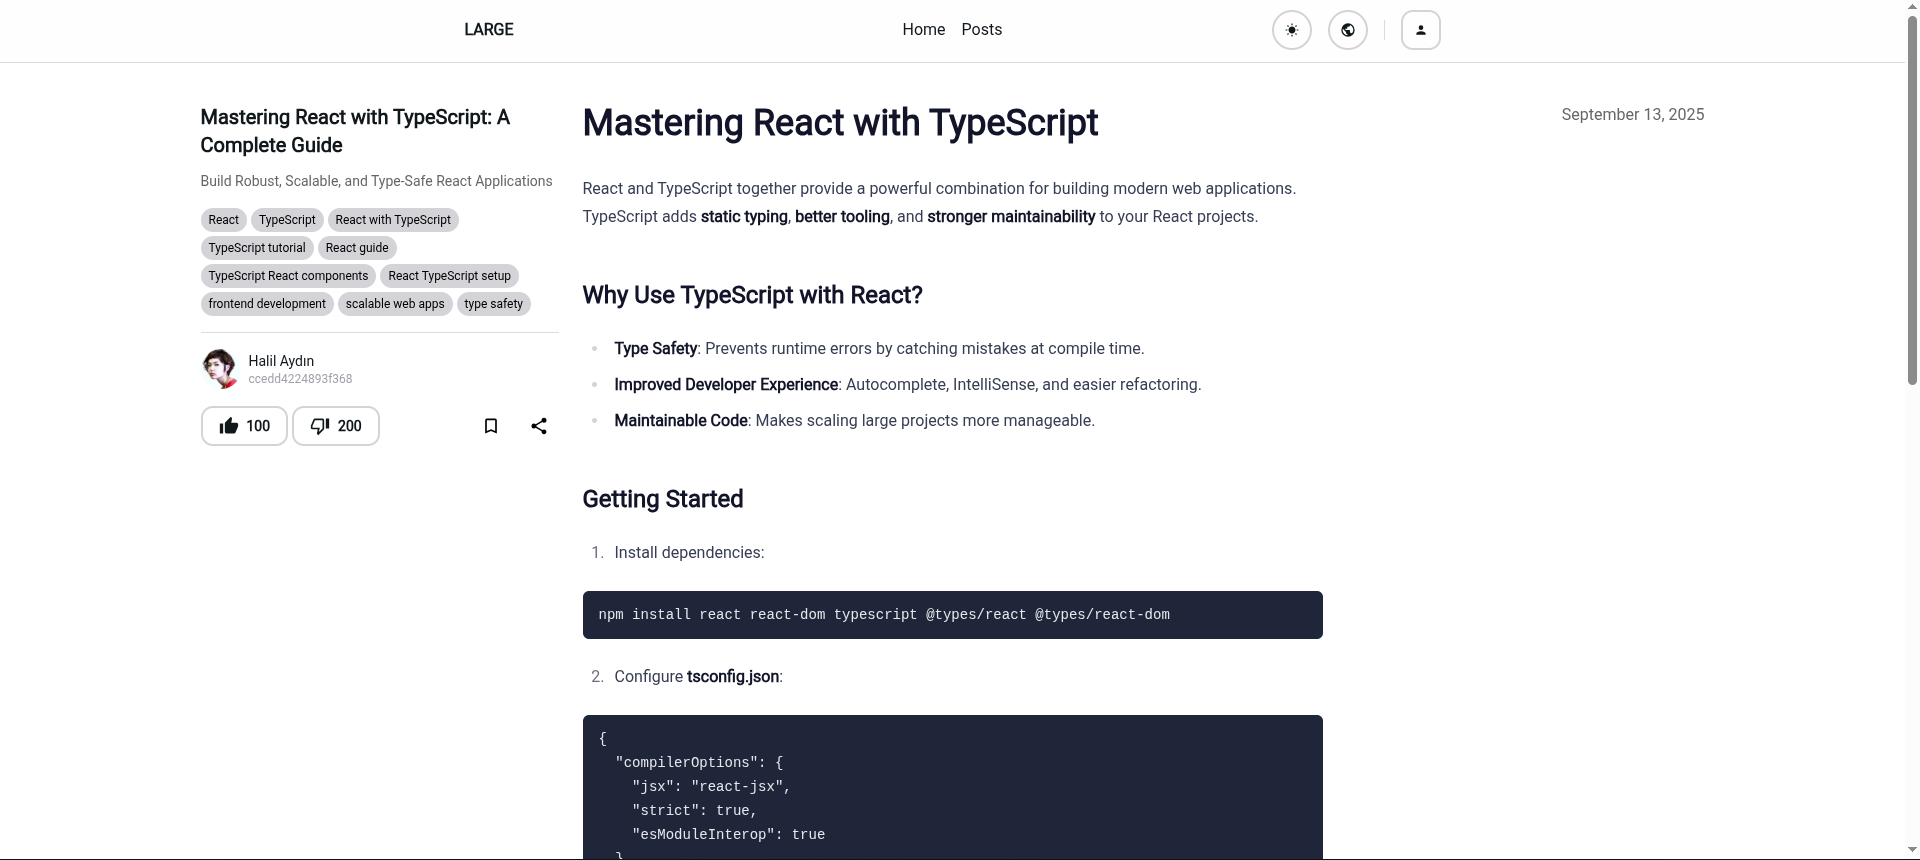 LARGE
Home Posts
Mastering React with TypeScript: A
Complete Guide
Build Robust, Scalable, and Type-Safe React Applications
React TypeScript React with TypeScript
TypeScript tutorial React guide
TypeScript React components React TypeScript setup
frontend development scalable web apps type safety
Halil Aydın
ccedd4224893f368
100 200
Mastering React with TypeScript
React and TypeScript together provide a powerful combination for building modern web applications.
TypeScript adds static typing, better tooling, and stronger maintainability to your React projects.
Why Use TypeScript with React?
• Type Safety: Prevents runtime errors by catching mistakes at compile time.
• Improved Developer Experience: Autocomplete, IntelliSense, and easier refactoring.
• Maintainable Code: Makes scaling large projects more manageable.
Getting Started
1. Install dependencies:
npm install react react-dom typescript @types/react @types/react-dom
2. Configure tsconfig.json:
{
  "compilerOptions": {
    "jsx": "react-jsx",
    "strict": true,
    "esModuleInterop": true
  }
September 13, 2025